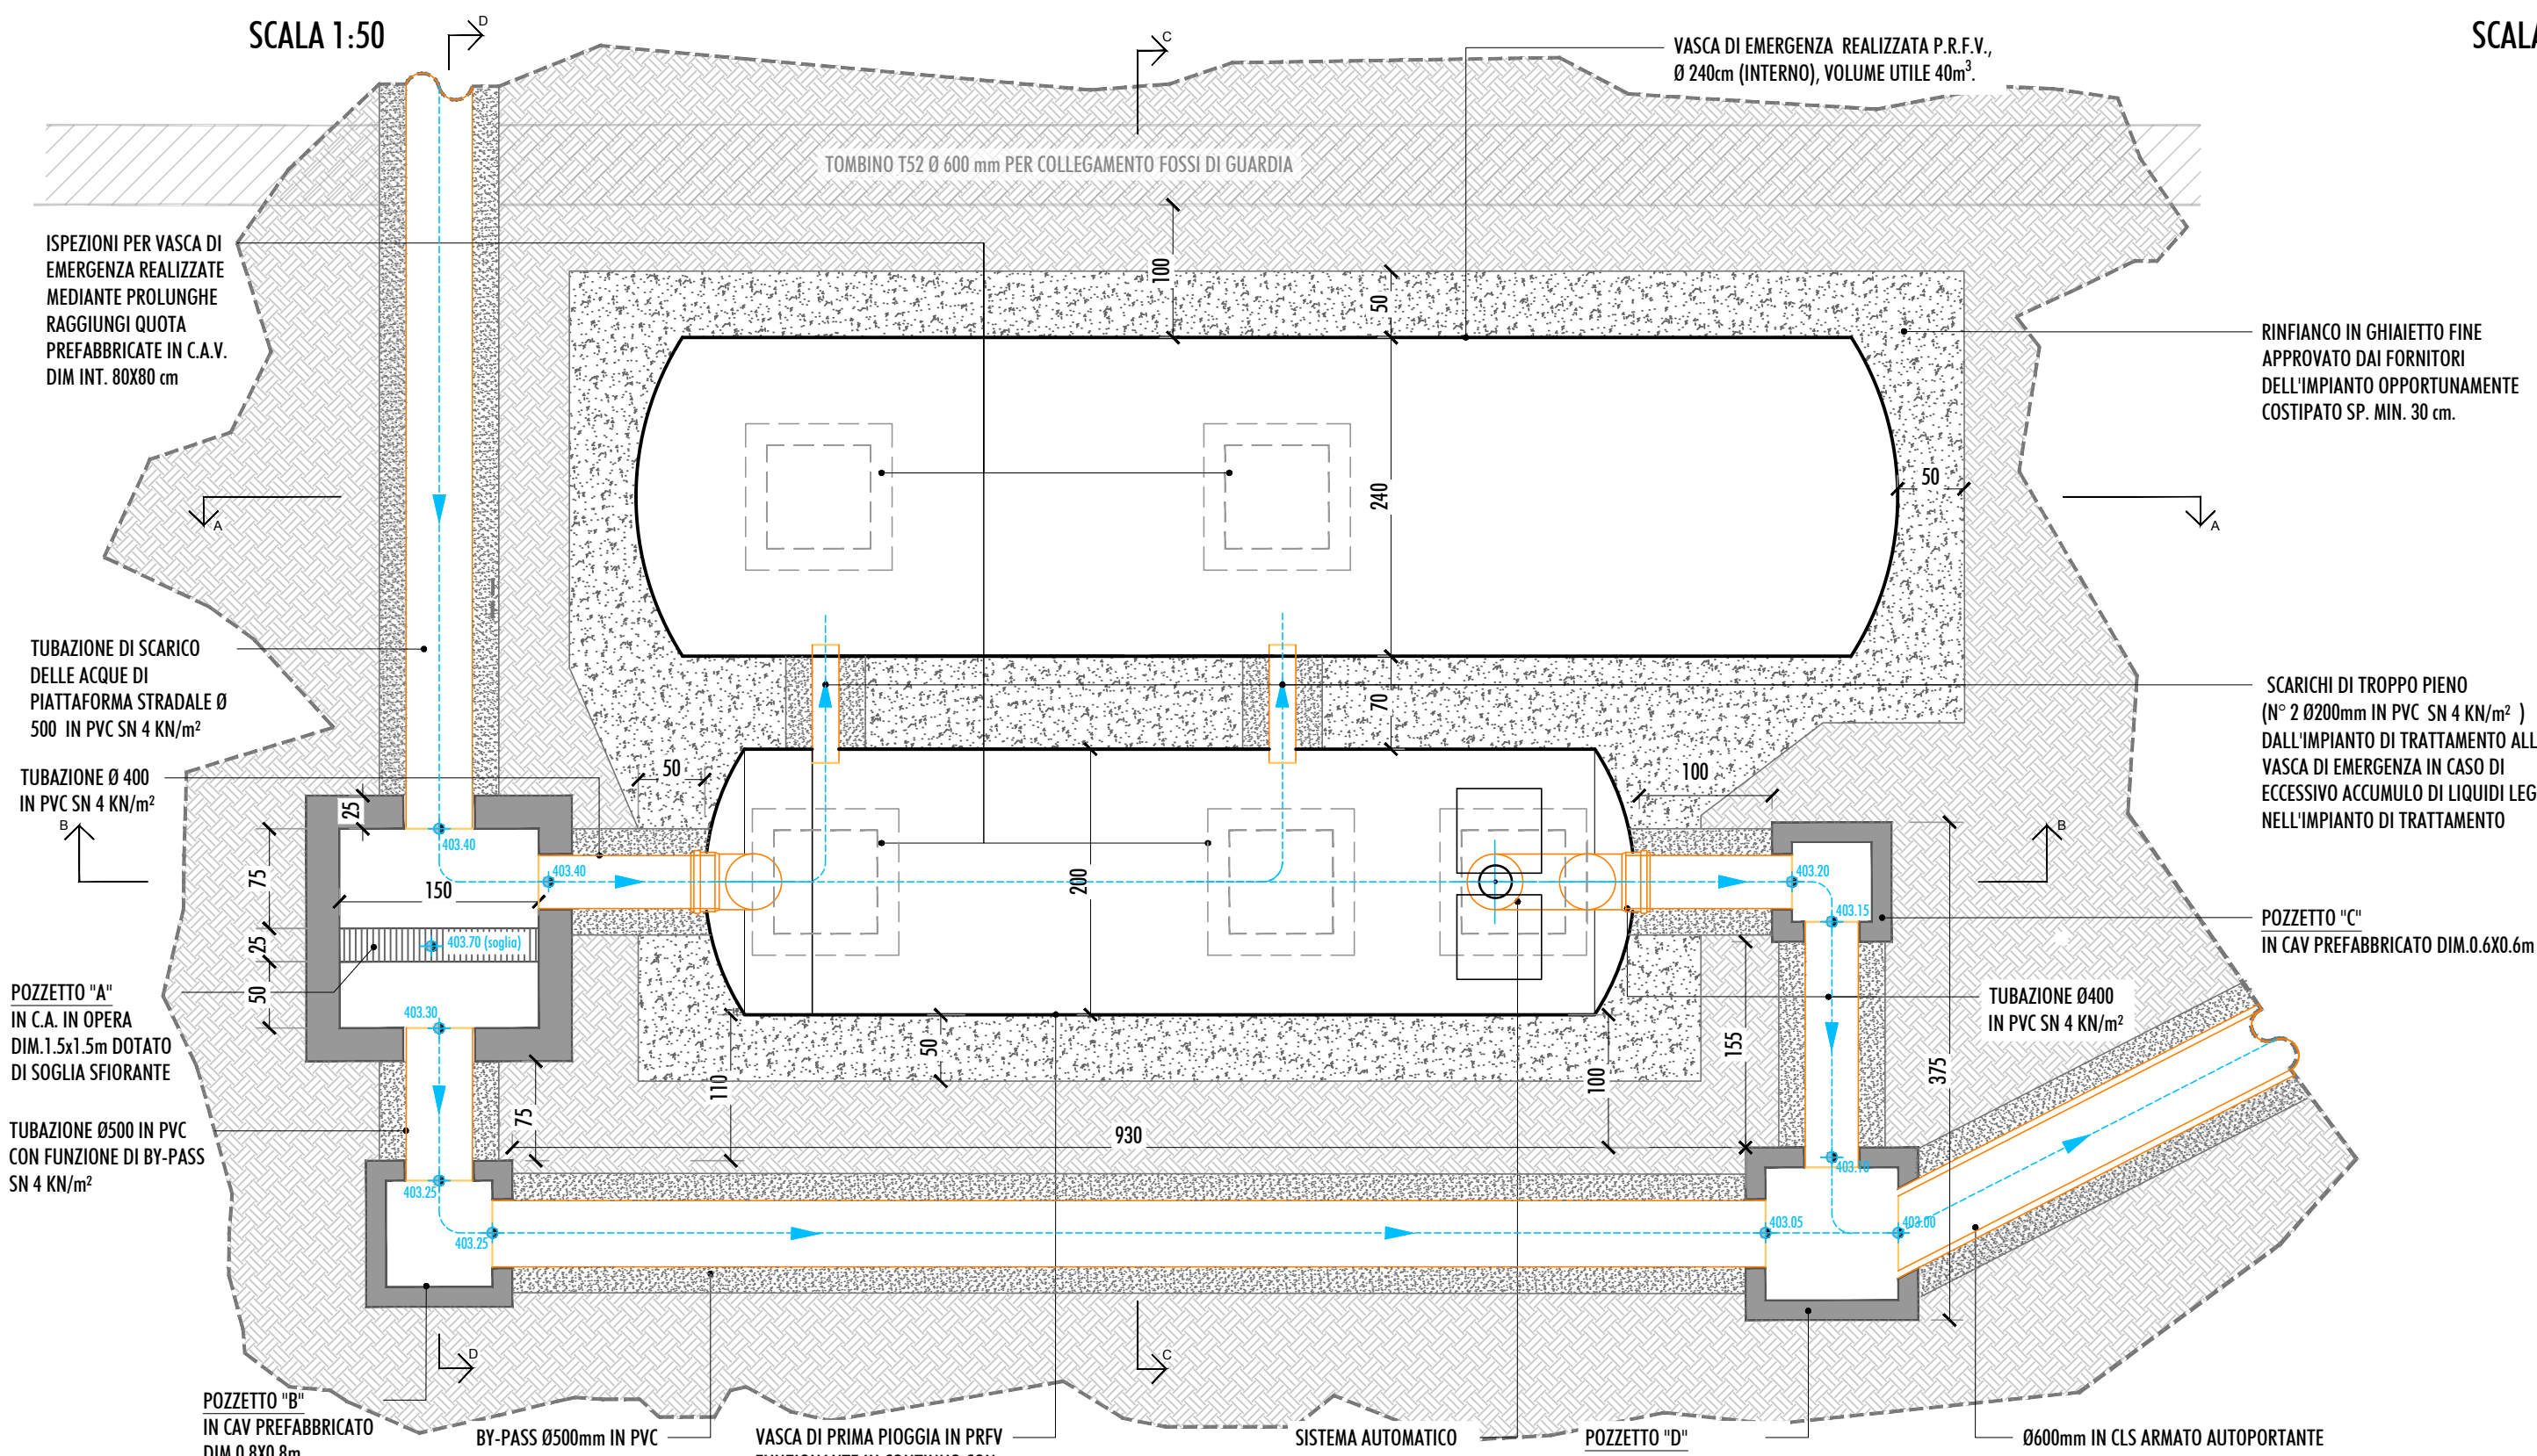 SCALA 1:50
D
C
VASCA DI EMERGENZA REALIZZATA P.R.F.V.,
Ø 240cm (INTERNO), VOLUME UTILE 40m³.
SCALA
TOMBINO T52 Ø 600 mm PER COLLEGAMENTO FOSSI DI GUARDIA
ISPEZIONI PER VASCA DI
EMERGENZA REALIZZATE
MEDIANTE PROLUNGHE
RAGGIUNGI QUOTA
PREFABBRICATE IN C.A.V.
DIM INT. 80X80 cm
100
50
RINFIANCO IN GHIAIETTO FINE
APPROVATO DAI FORNITORI
DELL'IMPIANTO OPPORTUNAMENTE
COSTIPATO SP. MIN. 30 cm.
240
50
A
A
TUBAZIONE DI SCARICO
DELLE ACQUE DI
PIATTAFORMA STRADALE Ø
500 IN PVC SN 4 KN/m²
70
SCARICHI DI TROPPO PIENO
(N° 2 Ø200mm IN PVC SN 4 KN/m² )
DALL'IMPIANTO DI TRATTAMENTO ALL
VASCA DI EMERGENZA IN CASO DI
ECCESSIVO ACCUMULO DI LIQUIDI LEG
NELL'IMPIANTO DI TRATTAMENTO
TUBAZIONE Ø 400
IN PVC SN 4 KN/m²
50
100
25
B
B
403.40
403.40
403.20
75
150
200
403.15
POZZETTO "C"
IN CAV PREFABBRICATO DIM.0.6X0.6m
25
403.70 (soglia)
50
POZZETTO "A"
IN C.A. IN OPERA
DIM.1.5x1.5m DOTATO
DI SOGLIA SFIORANTE
403.30
TUBAZIONE Ø400
IN PVC SN 4 KN/m²
50
155
375
110
100
75
TUBAZIONE Ø500 IN PVC
CON FUNZIONE DI BY-PASS
SN 4 KN/m²
930
403.10
403.25
403.25
403.05
403.00
D
C
POZZETTO "B"
IN CAV PREFABBRICATO
DIM.0.8X0.8m
BY-PASS Ø500mm IN PVC
VASCA DI PRIMA PIOGGIA IN PRFV
FUNZIONANTE IN CONTINUO CON
SISTEMA AUTOMATICO
POZZETTO "D"
Ø600mm IN CLS ARMATO AUTOPORTANTE